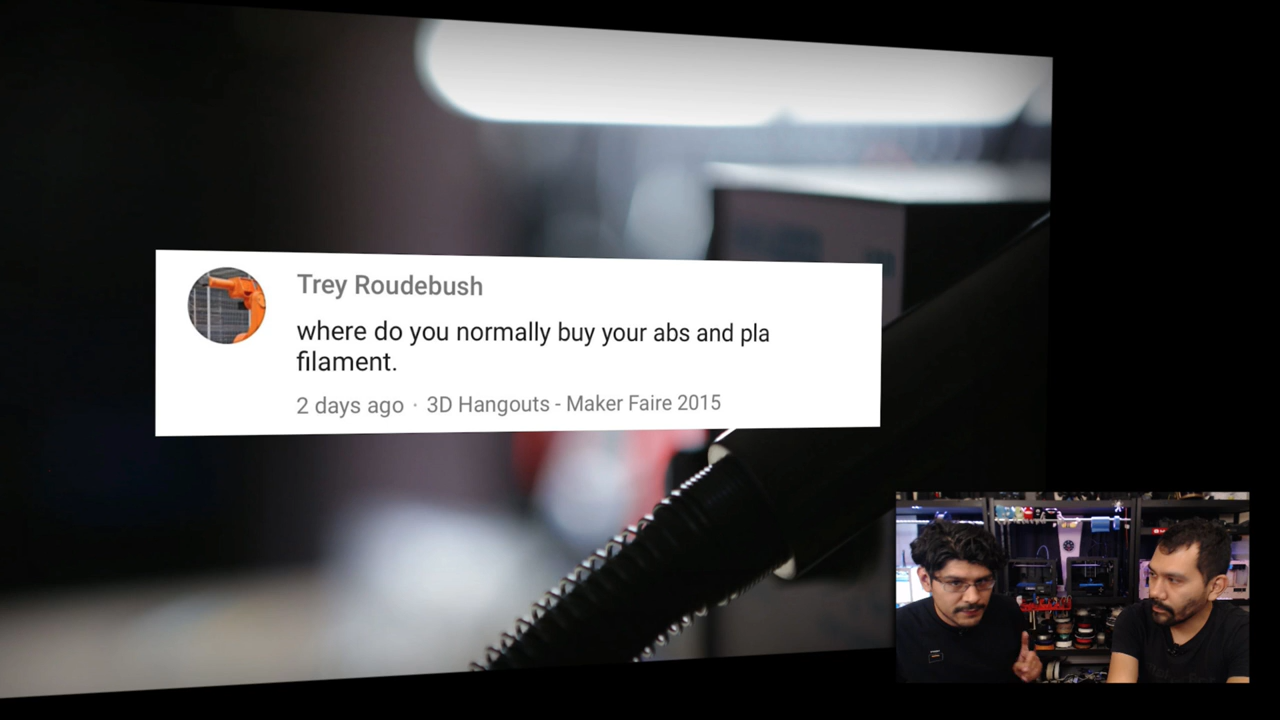 Trey Roudebush
where do you normally buy your abs and pla
filament.
2 days ago · 3D Hangouts - Maker Faire 2015